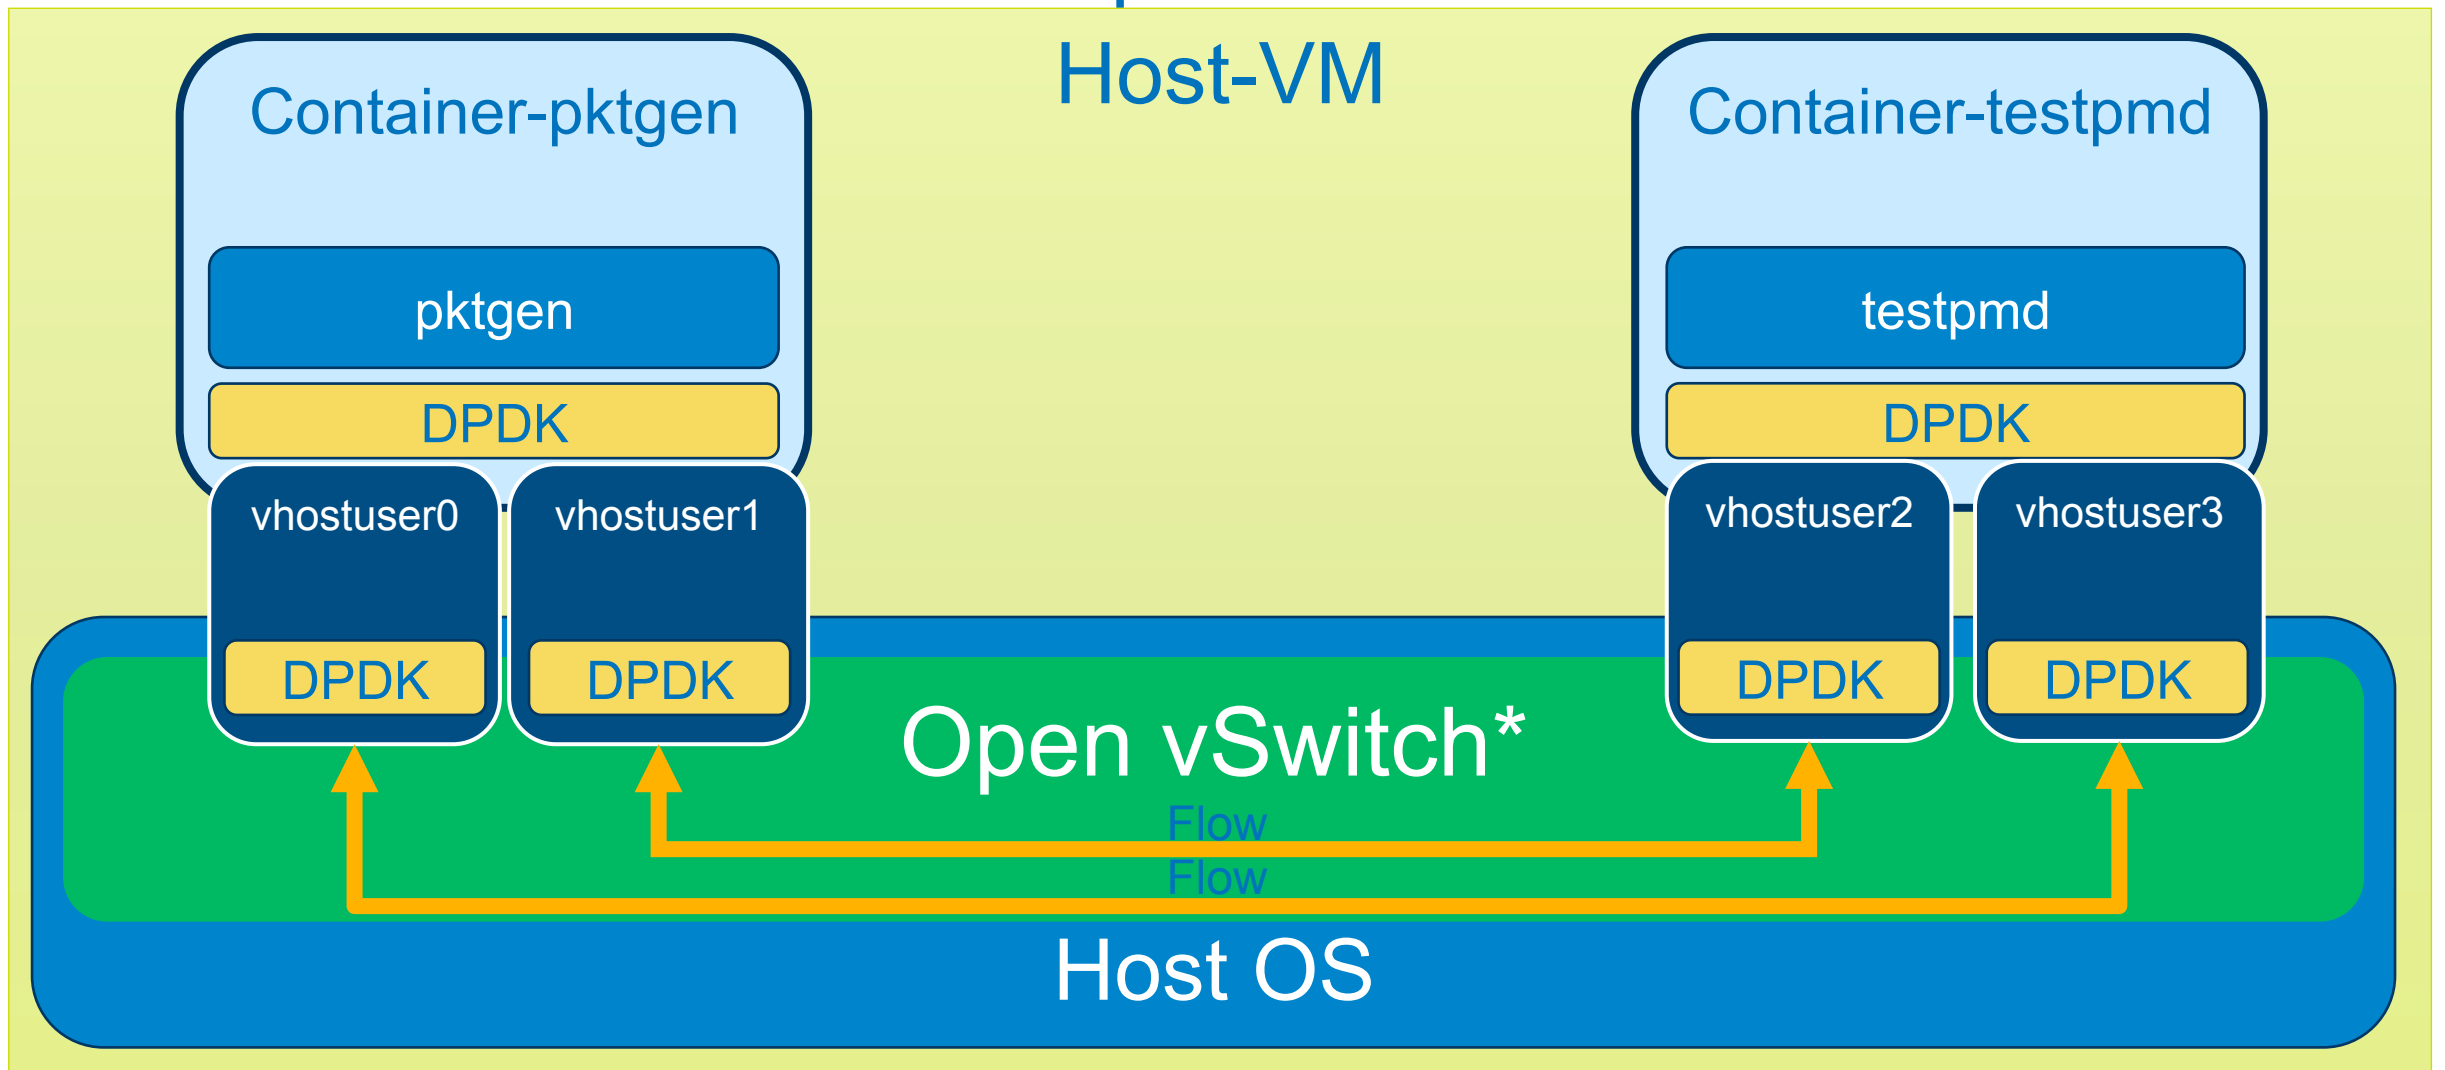 Host-VM
Container-pktgen
Container-testpmd
pktgen
testpmd
DPDK
DPDK
vhostuser0
vhostuser1
vhostuser2
vhostuser3
DPDK
DPDK
DPDK
DPDK
Open vSwitch*
Flow
Flow
Host OS